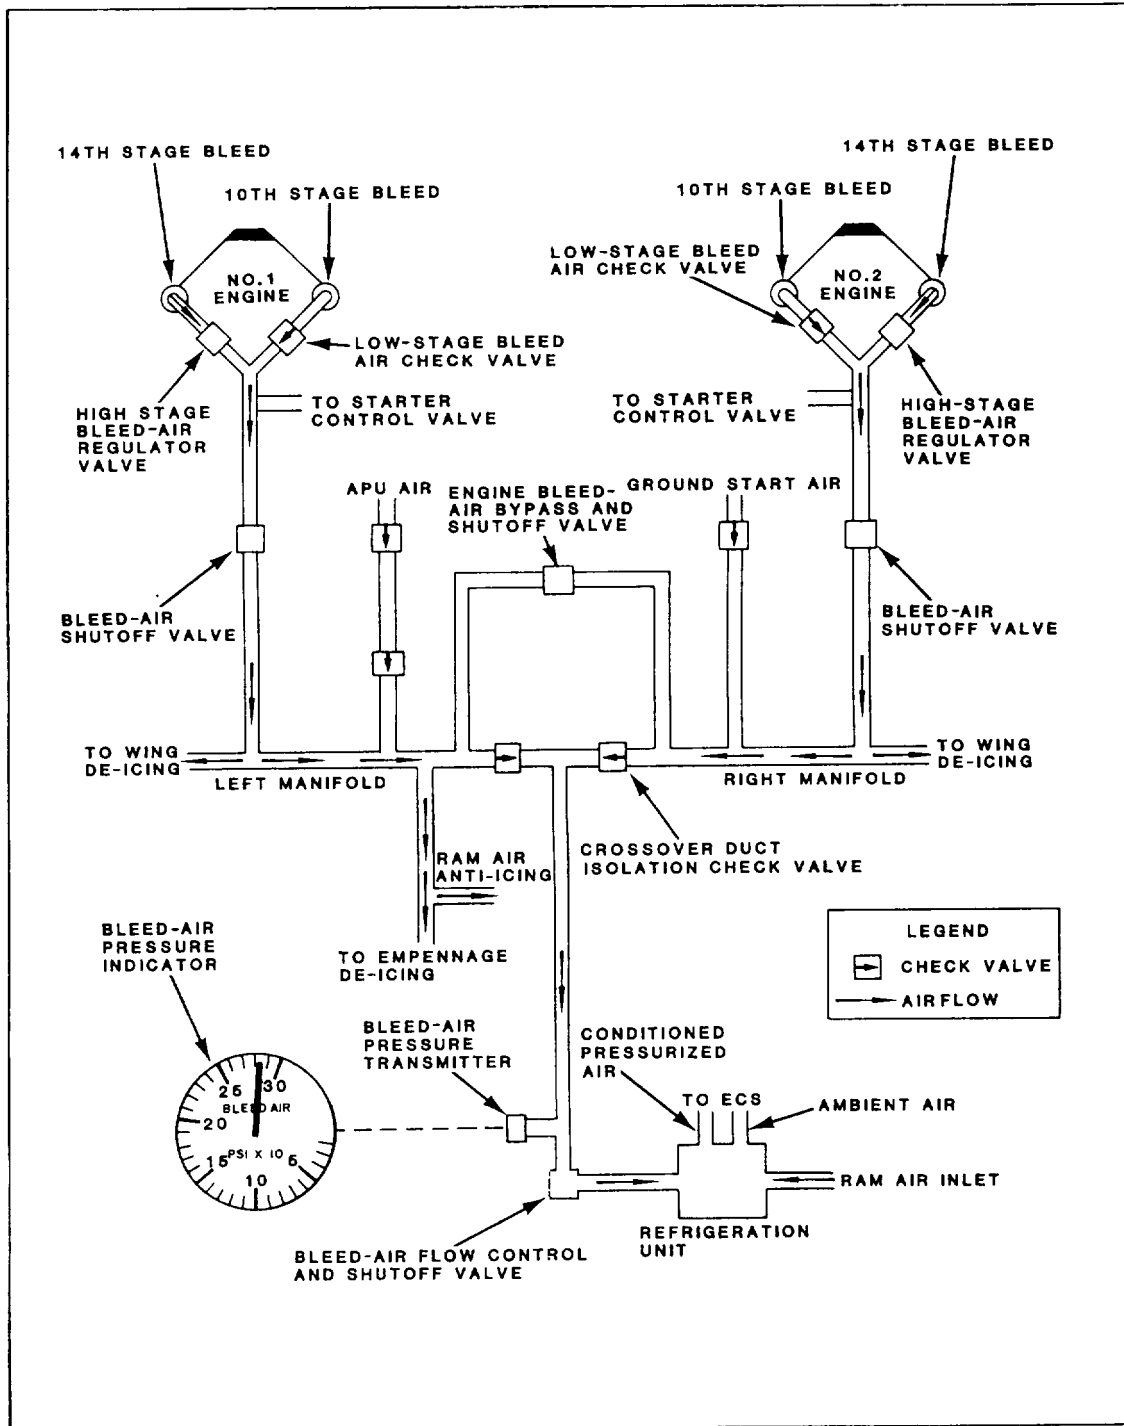 14TH STAGE BLEED
10TH STAGE BLEED
NO.1
ENGINE
LOW-STAGE BLEED
AIR CHECK VALVE
HIGH STAGE
BLEED-AIR
REGULATOR
VALVE
TO STARTER
CONTROL VALVE
14TH STAGE BLEED
10TH STAGE BLEED
LOW-STAGE BLEED
AIR CHECK VALVE
NO.2
ENGINE
TO STARTER
CONTROL VALVE
HIGH-STAGE
BLEED-AIR
REGULATOR
VALVE
APU AIR
ENGINE BLEED-
AIR BYPASS AND
SHUTOFF VALVE
GROUND START AIR
BLEED-AIR
SHUTOFF VALVE
BLEED-AIR
SHUTOFF VALVE
TO WING
DE-ICING
LEFT MANIFOLD
RIGHT MANIFOLD
TO WING
DE-ICING
CROSSOVER DUCT
ISOLATION CHECK VALVE
RAM AIR
ANTI-ICING
TO EMPENNAGE
DE-ICING
LEGEND
CHECK VALVE
AIRFLOW
BLEED-AIR
PRESSURE
INDICATOR
25
30
BLEED AIR
20
PSI X 10
15
5
10
BLEED-AIR
PRESSURE
TRANSMITTER
CONDITIONED
PRESSURIZED
AIR
TO ECS
AMBIENT AIR
RAM AIR INLET
REFRIGERATION
UNIT
BLEED-AIR FLOW CONTROL
AND SHUTOFF VALVE